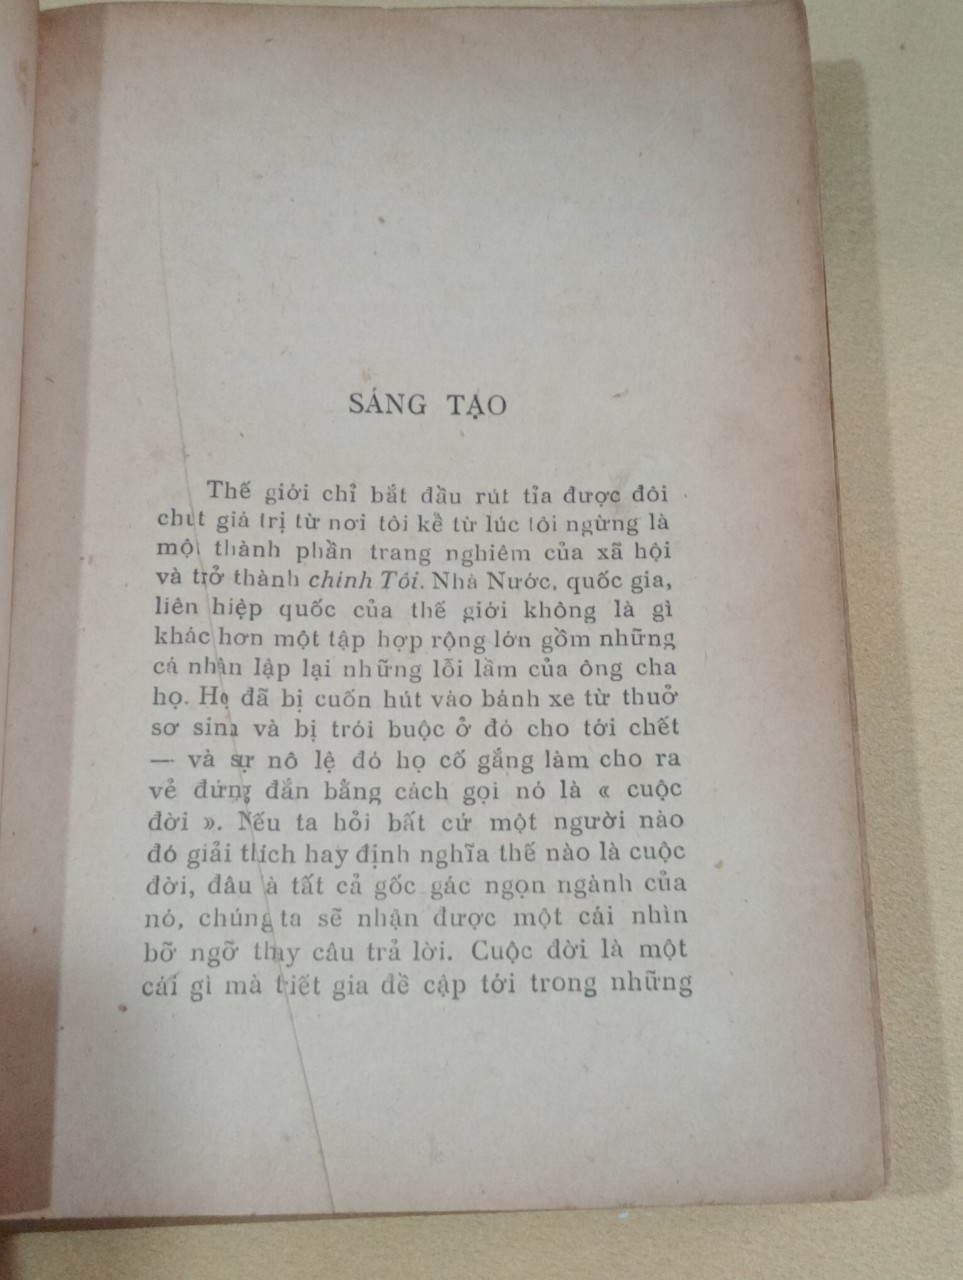 SÁNG TẠO
Thế giới chỉ bắt đầu rút tỉa được đôi
chút giá trị từ nơi tôi kể từ lúc tôi ngừng là
một thành phần trang nghiêm của xã hội
và trở thành chính Tôi. Nhà Nước, quốc gia,
liên hiệp quốc của thế giới không là gì
khác hơn một tập hợp rộng lớn gồm những
cá nhân lập lại những lỗi lầm của ông cha
họ. Họ đã bị cuốn hút vào bánh xe từ thuở
sơ sinh và bị trói buộc ở đó cho tới chết
— và sự nô lệ đó họ cố gắng làm cho ra
vẻ đứng đắn bằng cách gọi nó là « cuộc
đời ». Nếu ta hỏi bất cứ một người nào
đó giải thích hay định nghĩa thế nào là cuộc
đời, đâu à tất cả gốc gác ngọn ngành của
nó, chúng ta sẽ nhận được một cái nhìn
bỡ ngỡ thay câu trả lời. Cuộc đời là một
cái gì mà triết gia đề cập tới trong những